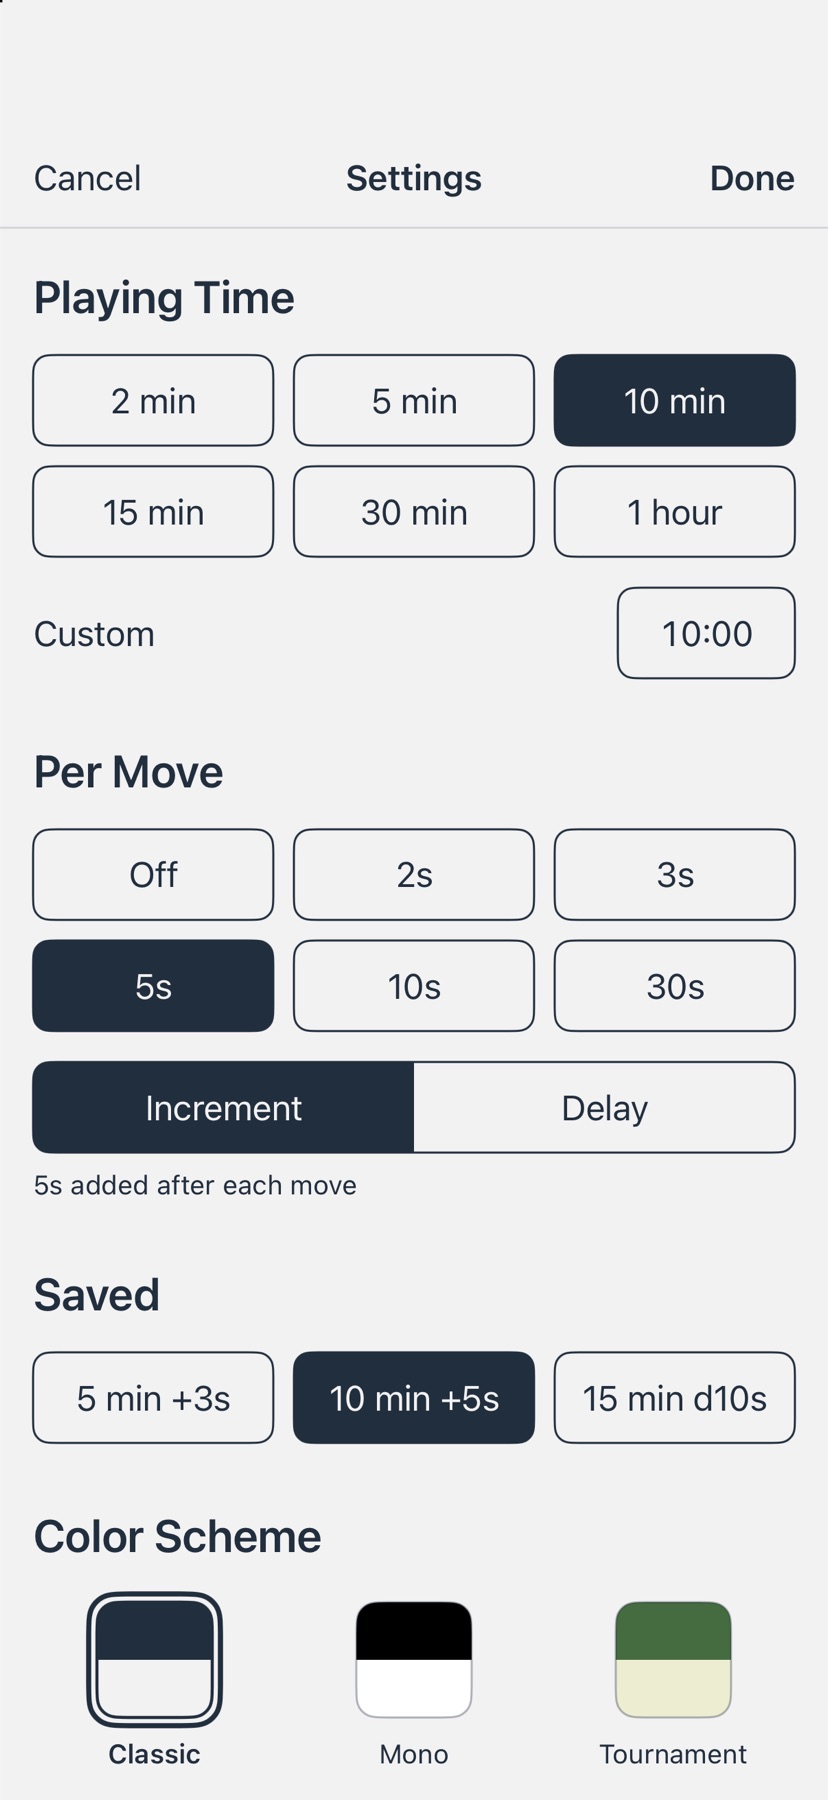 Cancel Settings Done
Playing Time
2 min 5 min 10 min
15 min 30 min 1 hour
Custom 10:00
Per Move
Off 2s 3s
5s 10s 30s
Increment Delay
5s added after each move
Saved
5 min +3s 10 min +5s 15 min d10s
Color Scheme
Classic Mono Tournament